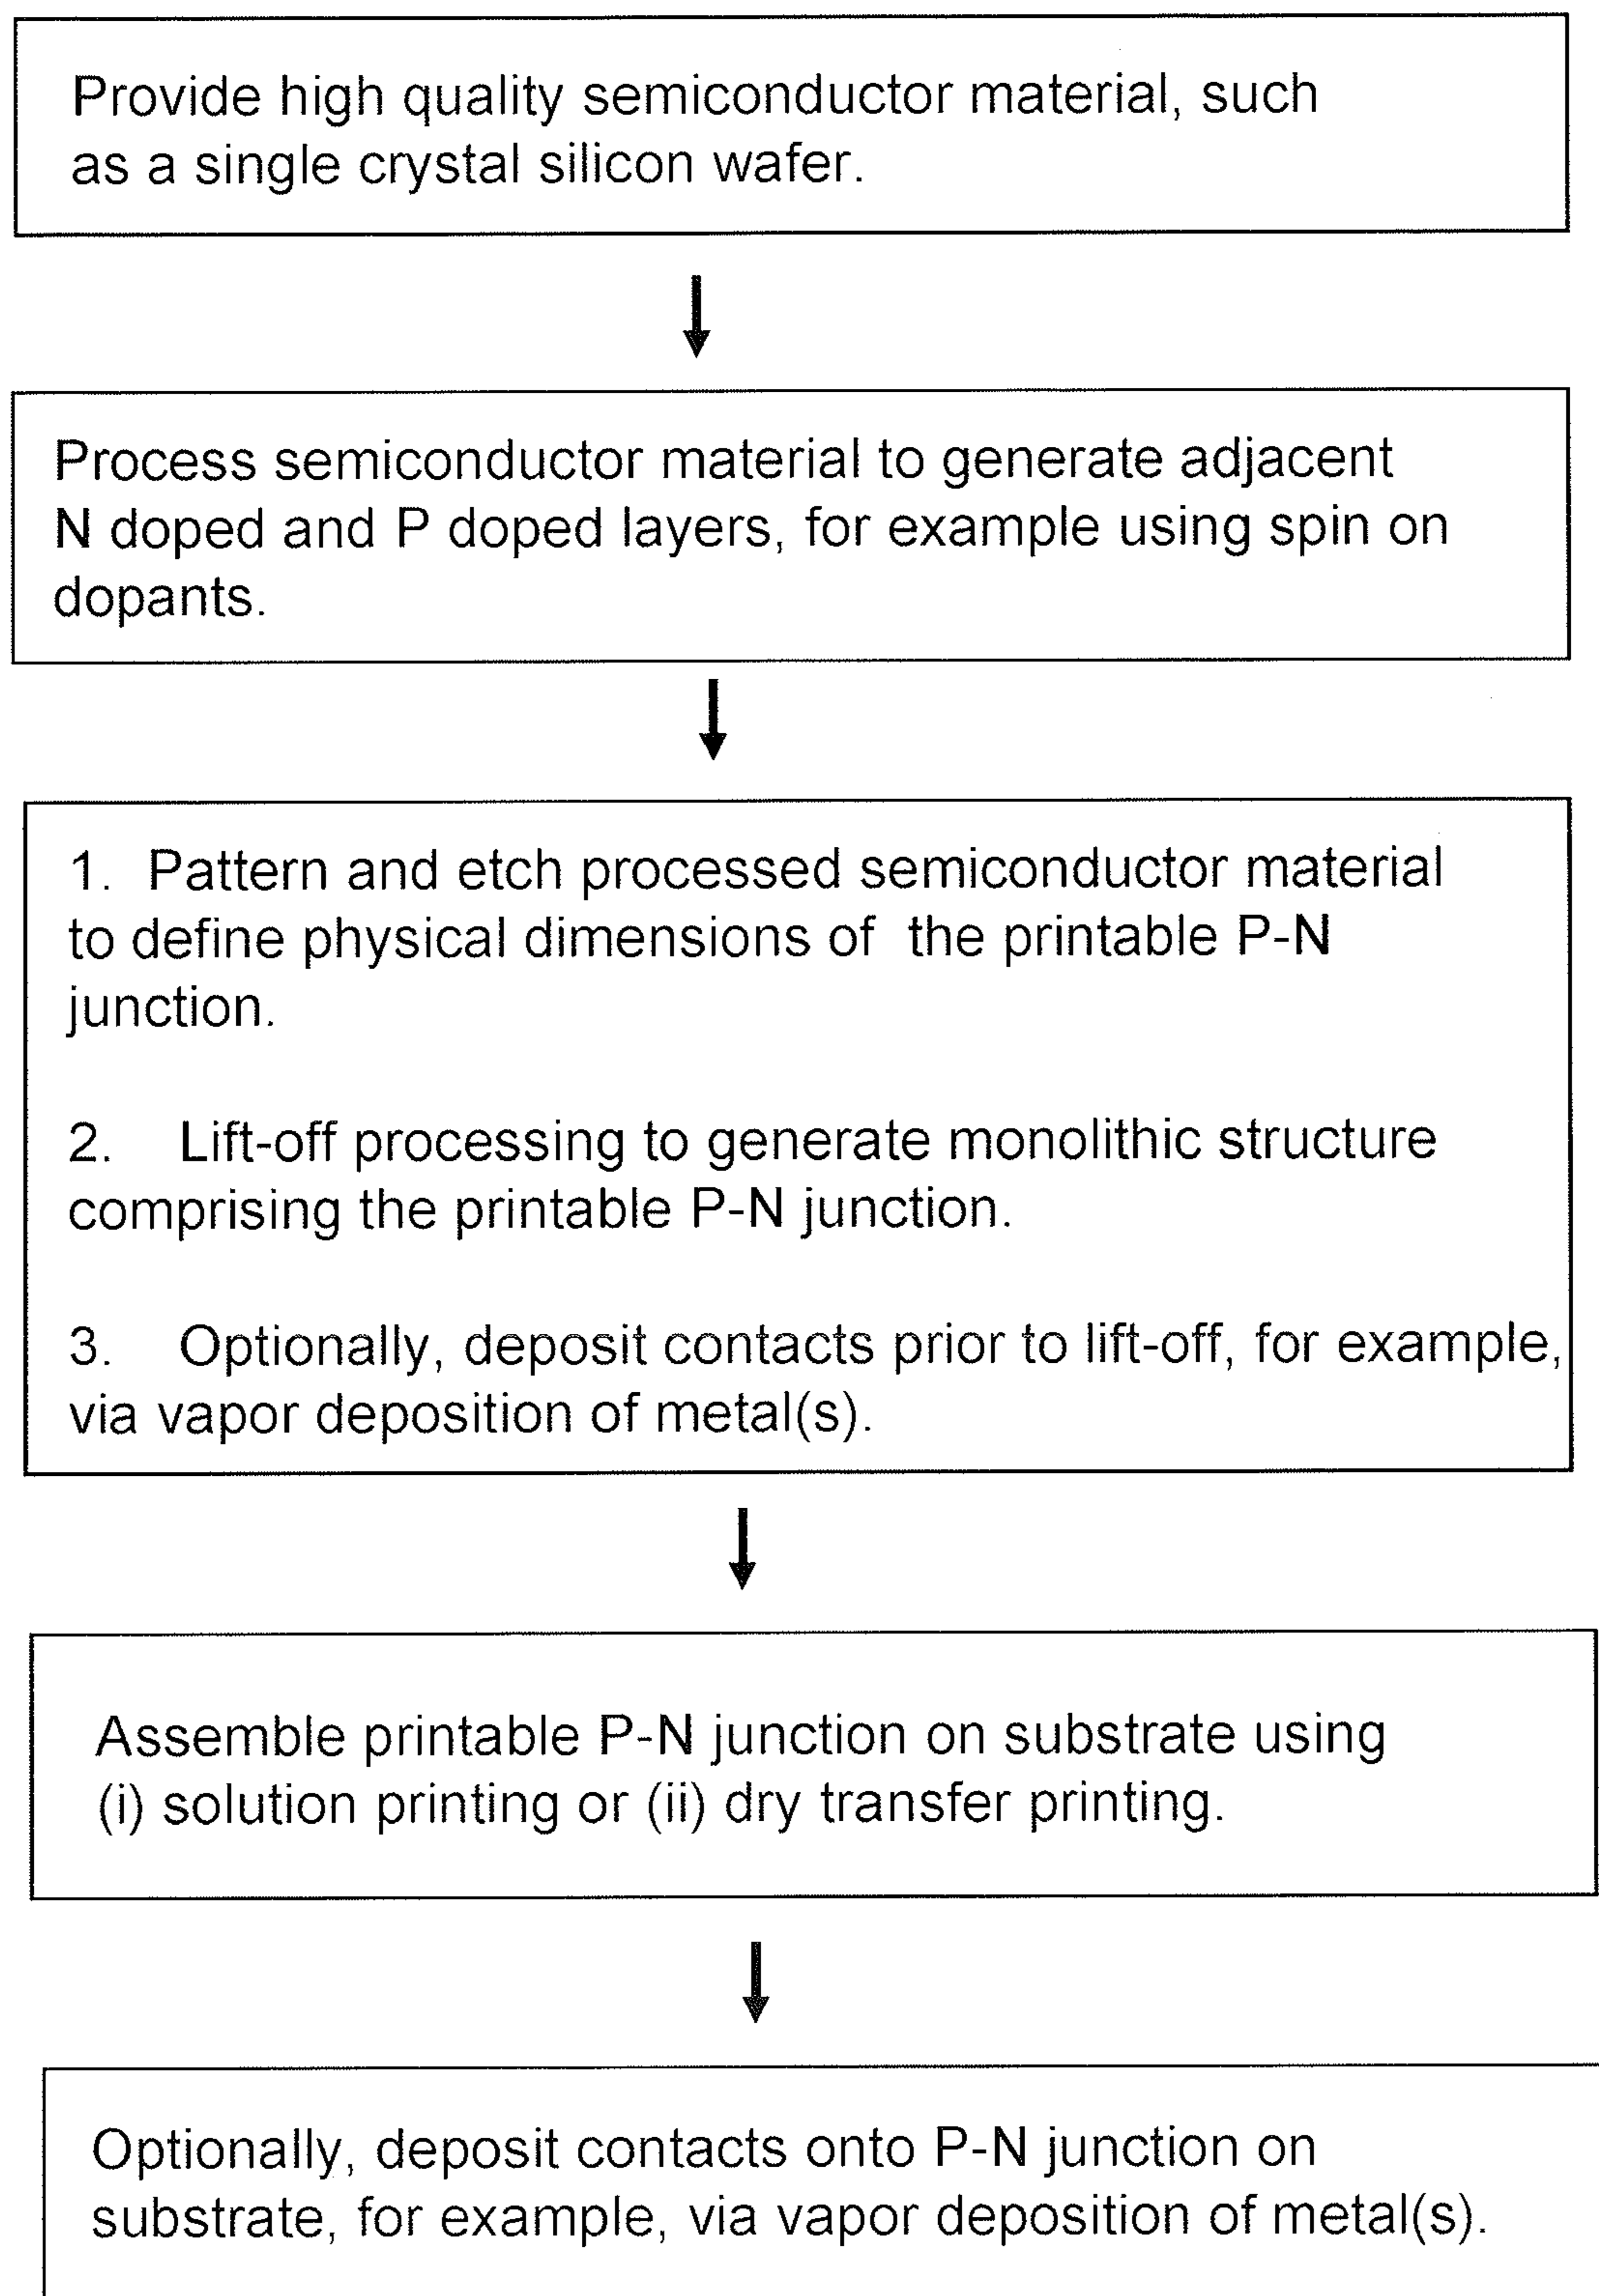 Provide high quality semiconductor material, such
as a single crystal silicon wafer.
Process semiconductor material to generate adjacent
N doped and P doped layers, for example using spin on
dopants.
1. Pattern and etch processed semiconductor material
to define physical dimensions of the printable P-N
junction.
2. Lift-off processing to generate monolithic structure
comprising the printable P-N junction.
3. Optionally, deposit contacts prior to lift-off, for example,
via vapor deposition of metal(s).
Assemble printable P-N junction on substrate using
(i) solution printing or (ii) dry transfer printing.
Optionally, deposit contacts onto P-N junction on
substrate, for example, via vapor deposition of metal(s).